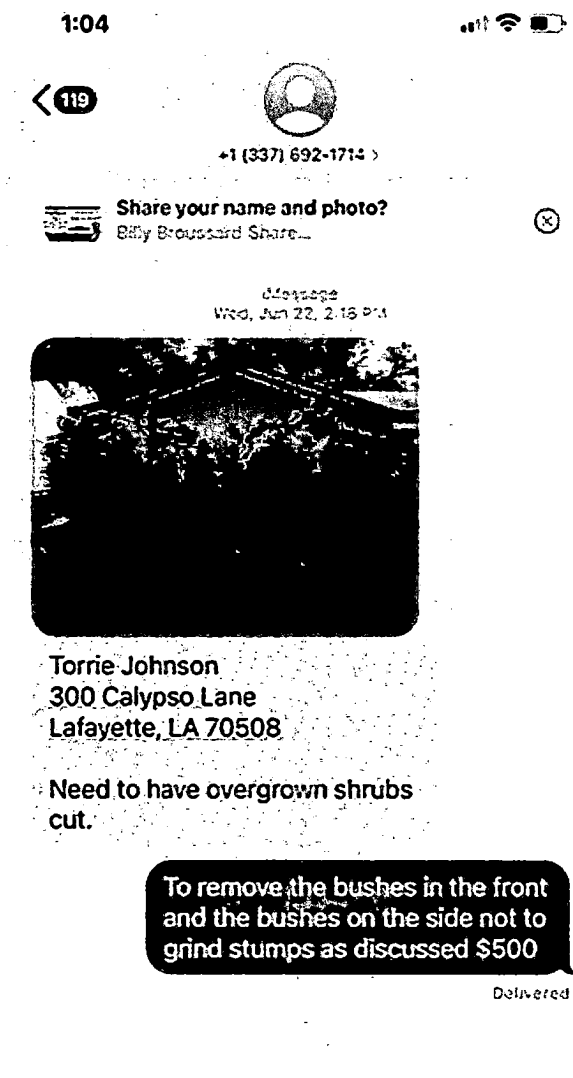 1:04
119
+1 (337) 692-1714 >
Share your name and photo?
Billy Broussard Share...
iMessage
Wed, Jun 22, 2:18 PM
Torrie Johnson
300 Calypso Lane
Lafayette, LA 70508
Need to have overgrown shrubs
cut.
To remove the bushes in the front
and the bushes on the side not to
grind stumps as discussed $500
Delivered